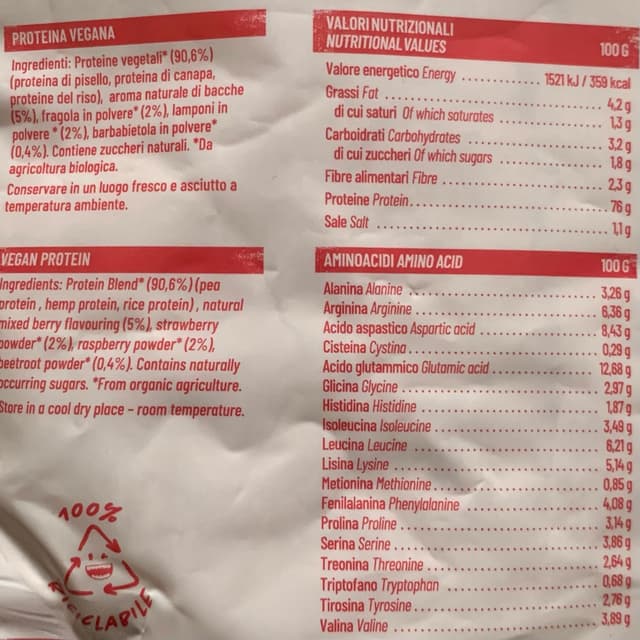 PROTEINA VEGANA
Ingredienti: Proteine vegetali* (90,6%)
(proteina di pisello, proteina di canapa,
proteine del riso), aroma naturale di bacche
(5%), fragola in polvere* (2%), lamponi in
polvere * (2%), barbabietola in polvere*
(0,4%). Contiene zuccheri naturali. *Da
agricoltura biologica.
Conservare in un luogo fresco e asciutto a
temperatura ambiente.
VEGAN PROTEIN
Ingredients: Protein Blend* (90,6%) (pea
protein, hemp protein, rice protein), natural
mixed berry flavouring (5%), strawberry
powder* (2%), raspberry powder* (2%),
beetroot powder* (0,4%). Contains naturally
occurring sugars. *From organic agriculture.
Store in a cool dry place – room temperature.
100%
RICICLABILE
VALORI NUTRIZIONALI
NUTRITIONAL VALUES 100 G
Valore energetico Energy 1521 kJ / 359 kcal
Grassi Fat 4,2 g
di cui saturi Of which saturates 1,3 g
Carboidrati Carbohydrates 3,2 g
di cui zuccheri Of which sugars 1,8 g
Fibre alimentari Fibre 2,3 g
Proteine Protein 76 g
Sale Salt 1,1 g
AMINOACIDI AMINO ACID 100 G
Alanina Alanine 3,26 g
Arginina Arginine 6,36 g
Acido aspastico Aspartic acid 8,43 g
Cisteina Cystina 0,29 g
Acido glutammico Glutamic acid 12,68 g
Glicina Glycine 2,97 g
Histidina Histidine 1,87 g
Isoleucina Isoleucine 3,49 g
Leucina Leucine 6,21 g
Lisina Lysine 5,14 g
Metionina Methionine 0,85 g
Fenilalanina Phenylalanine 4,08 g
Prolina Proline 3,14 g
Serina Serine 3,86 g
Treonina Threonine 2,64 g
Triptofano Tryptophan 0,68 g
Tirosina Tyrosine 2,76 g
Valina Valine 3,89 g